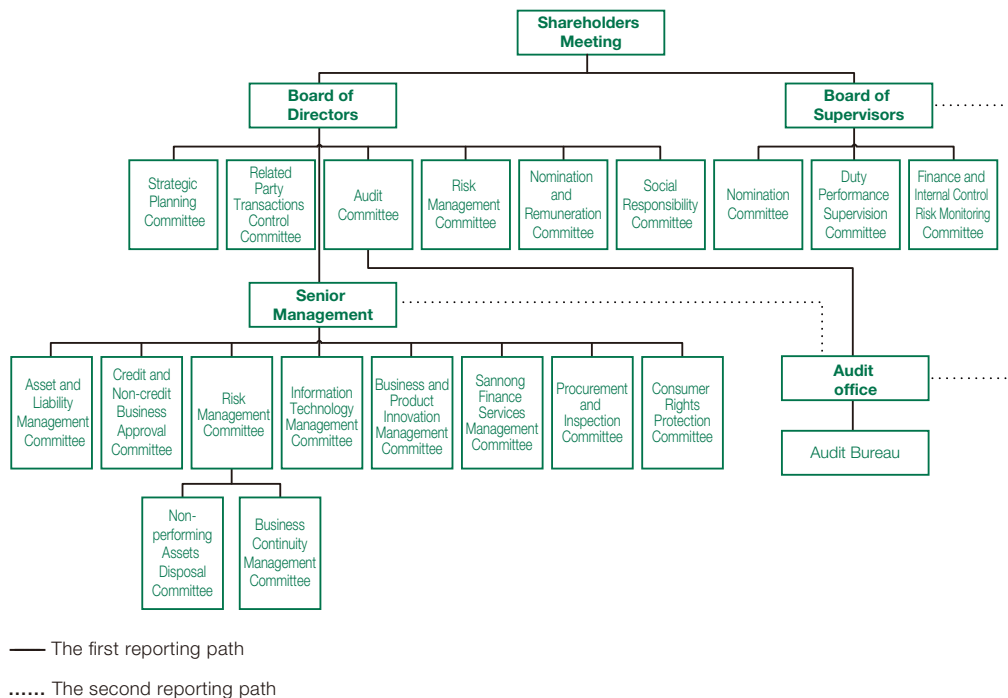 Shareholders
Meeting
Board of
Directors
Board of
Supervisors
Strategic
Planning
Committee
Related
Party
Transactions
Control
Committee
Audit
Committee
Risk
Management
Committee
Nomination
and
Remuneration
Committee
Social
Responsibility
Committee
Nomination
Committee
Duty
Performance
Supervision
Committee
Finance and
Internal Control
Risk Monitoring
Committee
Senior
Management
Audit
office
Asset and
Liability
Management
Committee
Credit and
Non-credit
Business
Approval
Committee
Risk
Management
Committee
Information
Technology
Management
Committee
Business and
Product
Innovation
Management
Committee
Sannong
Finance
Services
Management
Committee
Procurement
and
Inspection
Committee
Consumer
Rights
Protection
Committee
Audit Bureau
Non-
performing
Assets
Disposal
Committee
Business
Continuity
Management
Committee
—— The first reporting path
...... The second reporting path